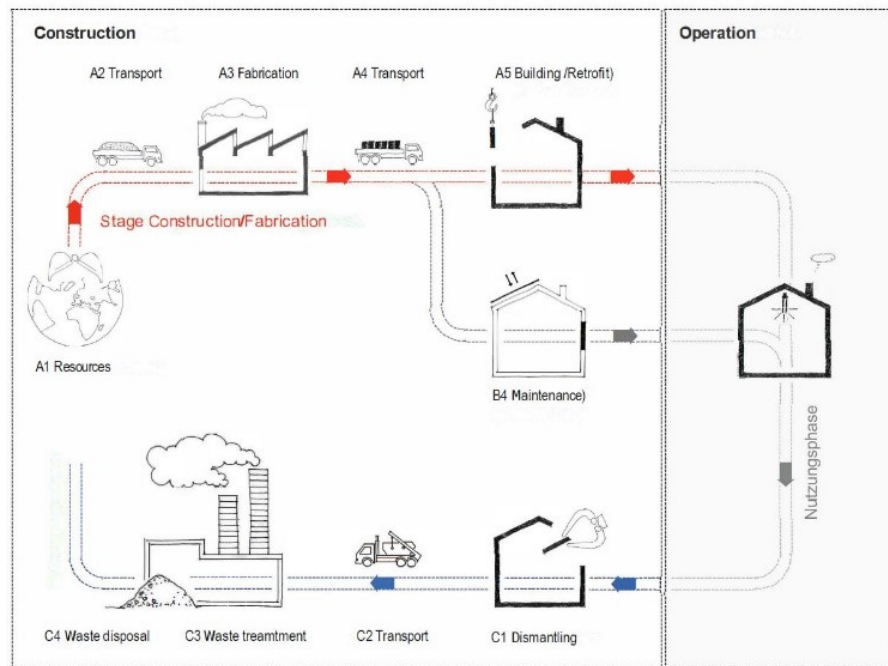 Construction
Operation
A2 Transport
A3 Fabrication
A4 Transport
A5 Building /Retrofit)
Stage Construction/Fabrication
A1 Resources
B4 Maintenance)
Nutzungsphase
C4 Waste disposal
C3 Waste treamtment
C2 Transport
C1 Dismantling